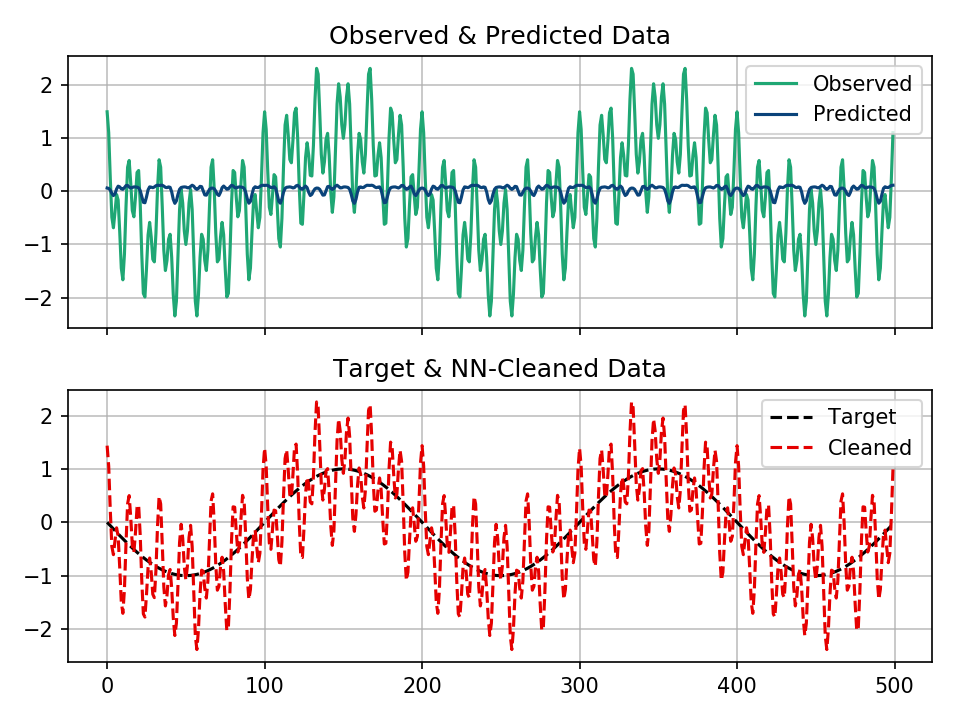 Observed & Predicted Data
2
1
0
−1
−2
Observed
Predicted
Target & NN-Cleaned Data
2
1
0
−1
−2
Target
Cleaned
0 100 200 300 400 500